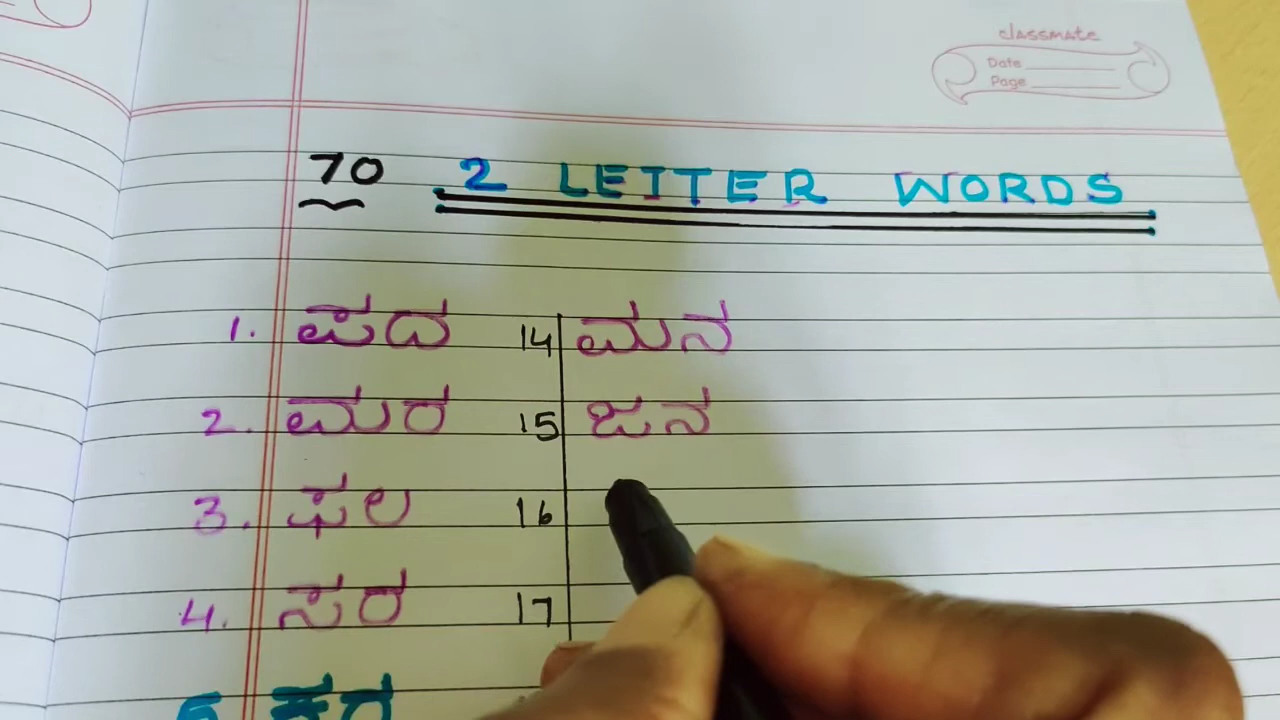 classmate
Date
Page
70 2 LETTER WORDS
1. ಪದ 14 ಮನ
2. ಮರ 15 ಜನ
3. ಫಲ 16
4. ಸರ 17